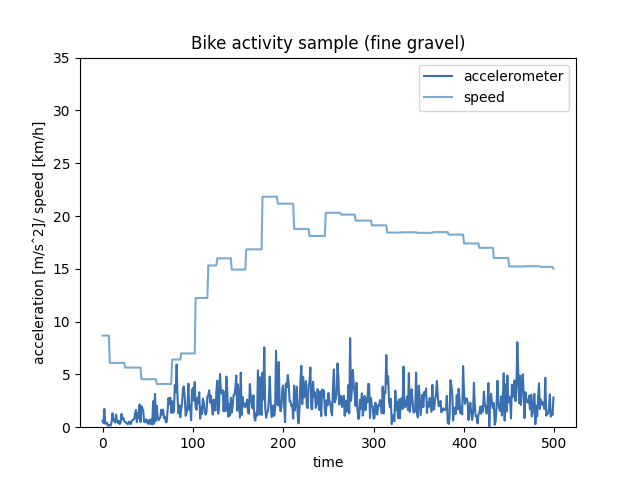 Bike activity sample (fine gravel)
accelerometer
speed
35
30
25
20
15
10
5
0
acceleration [m/s^2]/ speed [km/h]
0 100 200 300 400 500
time